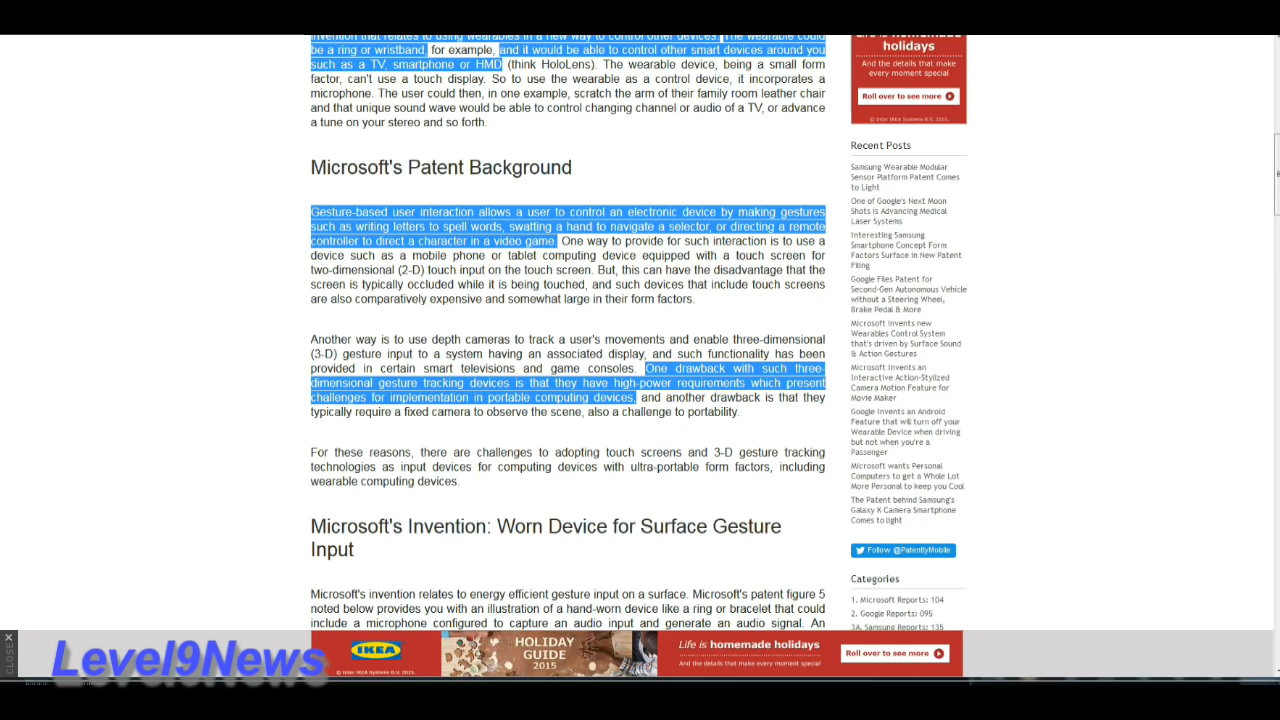 invention that relates to using wearables in a new way to control other devices. The wearable could
be a ring or wristband, for example, and it would be able to control other smart devices around you
such as a TV, smartphone or HMD (think HoloLens). The wearable device, being a small form
factor, can't use a touch display. So to use the wearable as a control device, it incorporates a
microphone. The user could then, in one example, scratch the arm of their family room leather chair
and that unique sound wave would be able to control changing channel or audio of a TV, or advance
a tune on your stereo and so forth.
Microsoft's Patent Background
Gesture-based user interaction allows a user to control an electronic device by making gestures
such as writing letters to spell words, swatting a hand to navigate a selector, or directing a remote
controller to direct a character in a video game. One way to provide for such interaction is to use a
device such as a mobile phone or tablet computing device equipped with a touch screen for
two-dimensional (2-D) touch input on the touch screen. But, this can have the disadvantage that the
screen is typically occluded while it is being touched, and such devices that include touch screens
are also comparatively expensive and somewhat large in their form factors.
Another way is to use depth cameras to track a user's movements and enable three-dimensional
(3-D) gesture input to a system having an associated display, and such functionality has been
provided in certain smart televisions and game consoles. One drawback with such three-
dimensional gesture tracking devices is that they have high-power requirements which present
challenges for implementation in portable computing devices, and another drawback is that they
typically require a fixed camera to observe the scene, also a challenge to portability.
For these reasons, there are challenges to adopting touch screens and 3-D gesture tracking
technologies as input devices for computing devices with ultra-portable form factors, including
wearable computing devices.
Microsoft's Invention: Worn Device for Surface Gesture
Input
Microsoft's invention relates to energy efficient gesture input on a surface. Microsoft's patent figure 5
noted below provides you with an illustration of a hand-worn device like a ring or bracelet that could
include a microphone configured to capture an audio input and generate an audio signal. An
Life is homemade
holidays
And the details that make
every moment special
Roll over to see more
© Inter IKEA Systems B.V. 2015.
Recent Posts
Samsung Wearable Modular
Sensor Platform Patent Comes
to Light
One of Google's Next Moon
Shots is Advancing Medical
Laser Systems
Interesting Samsung
Smartphone Concept Form
Factors Surface in New Patent
Filing
Google Files Patent for
Second-Gen Autonomous Vehicle
without a Steering Wheel,
Brake Pedal & More
Microsoft Invents new
Wearables Control System
that's driven by Surface Sound
& Action Gestures
Microsoft Invents an
Interactive Action-Stylized
Camera Motion Feature for
Movie Maker
Google Invents an Android
Feature that will turn off your
Wearable Device when driving
but not when you're a
Passenger
Microsoft wants Personal
Computers to get a Whole Lot
More Personal to keep you Cool
The Patent behind Samsung's
Galaxy K Camera Smartphone
Comes to light
Follow @PatentlyMobile
Categories
1. Microsoft Reports: 104
2. Google Reports: 095
3A. Samsung Reports: 135
CLOSE
Level9News
IKEA
© Inter IKEA Systems B.V. 2015.
HOLIDAY
GUIDE
2015
Life is homemade holidays
And the details that make every moment special
Roll over to see more